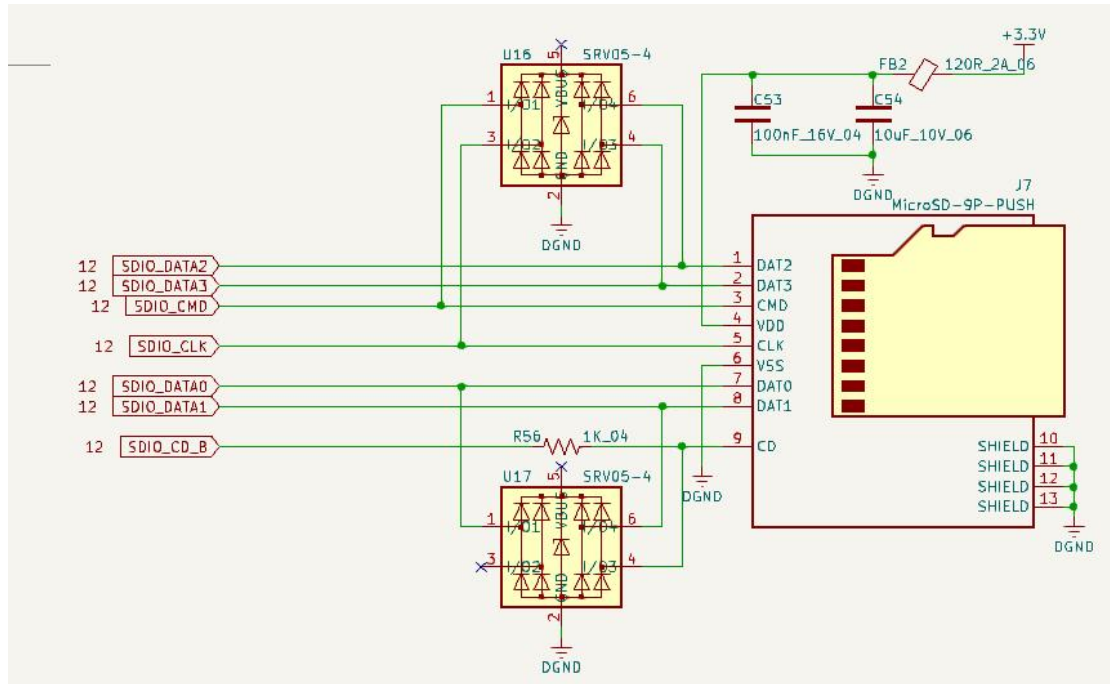 +3.3V
U16 SRV05-4
FB2 120R_2A_06
5
VBUS
1 I/O1 I/O4 6
3 I/O2 I/O3 4
GND
2
DGND
C53 C54
100nF_16V_04 10uF_10V_06
DGND
J7
MicroSD-9P-PUSH
12 SDIO_DATA2 1 DAT2
12 SDIO_DATA3 2 DAT3
12 SDIO_CMD 3 CMD
4 VDD
12 SDIO_CLK 5 CLK
6 VSS
12 SDIO_DATA0 7 DAT0
12 SDIO_DATA1 8 DAT1
12 SDIO_CD_B R56 1K_04 9 CD
SHIELD 10
SHIELD 11
SHIELD 12
SHIELD 13
DGND
DGND
U17 SRV05-4
5
VBUS
1 I/O1 I/O4 6
3 I/O2 I/O3 4
GND
2
DGND